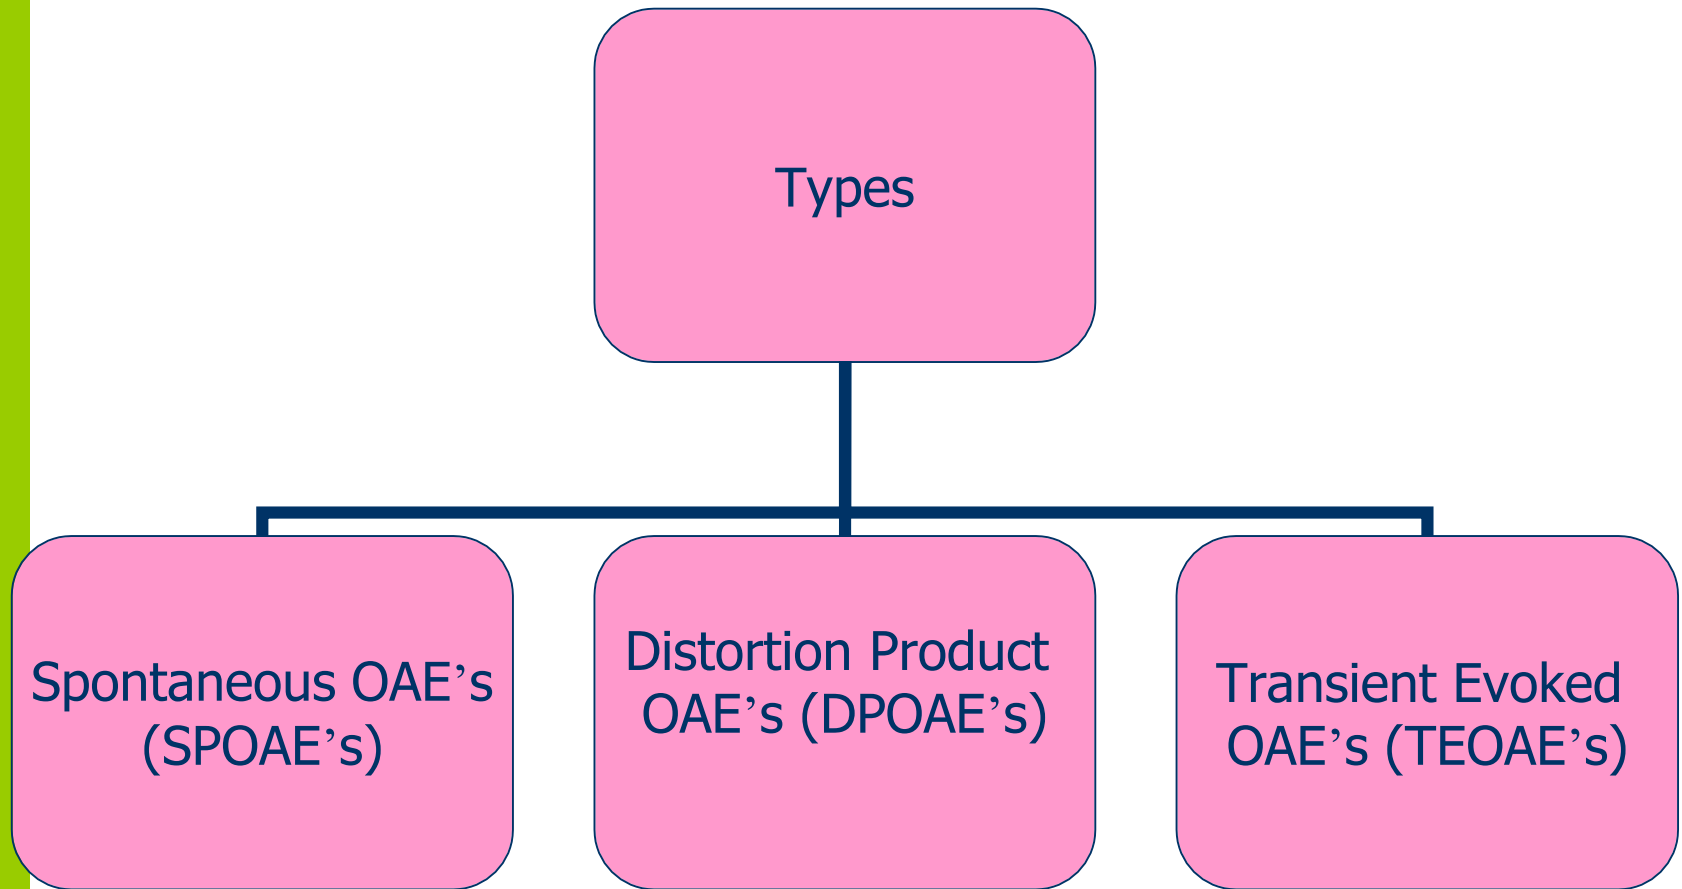 Types
Spontaneous OAE’s
(SPOAE’s)
Distortion Product
OAE’s (DPOAE’s)
Transient Evoked
OAE’s (TEOAE’s)